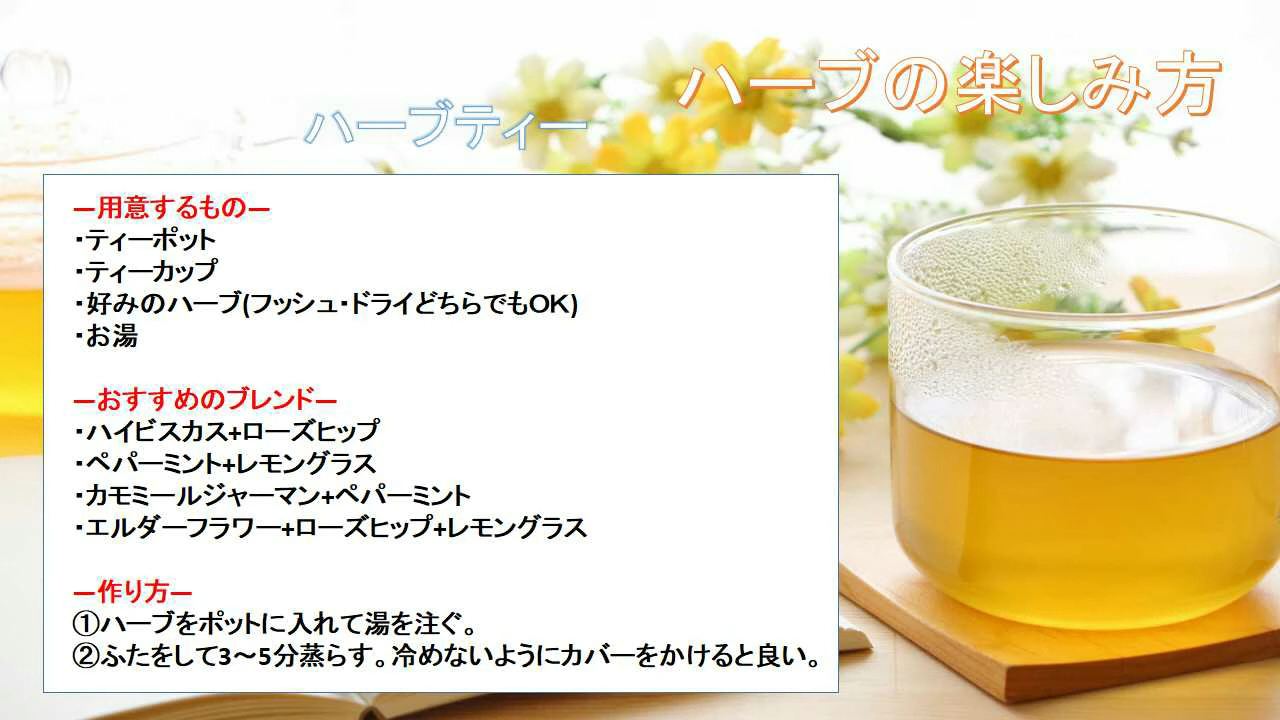 ハーブの楽しみ方
ハーブティー
―用意するもの―
・ティーポット
・ティーカップ
・好みのハーブ(フッシュ・ドライどちらでもOK)
・お湯
―おすすめのブレンド―
・ハイビスカス+ローズヒップ
・ペパーミント+レモングラス
・カモミールジャーマン+ペパーミント
・エルダーフラワー+ローズヒップ+レモングラス
―作り方―
①ハーブをポットに入れて湯を注ぐ。
②ふたをして3～5分蒸らす。冷めないようにカバーをかけると良い。